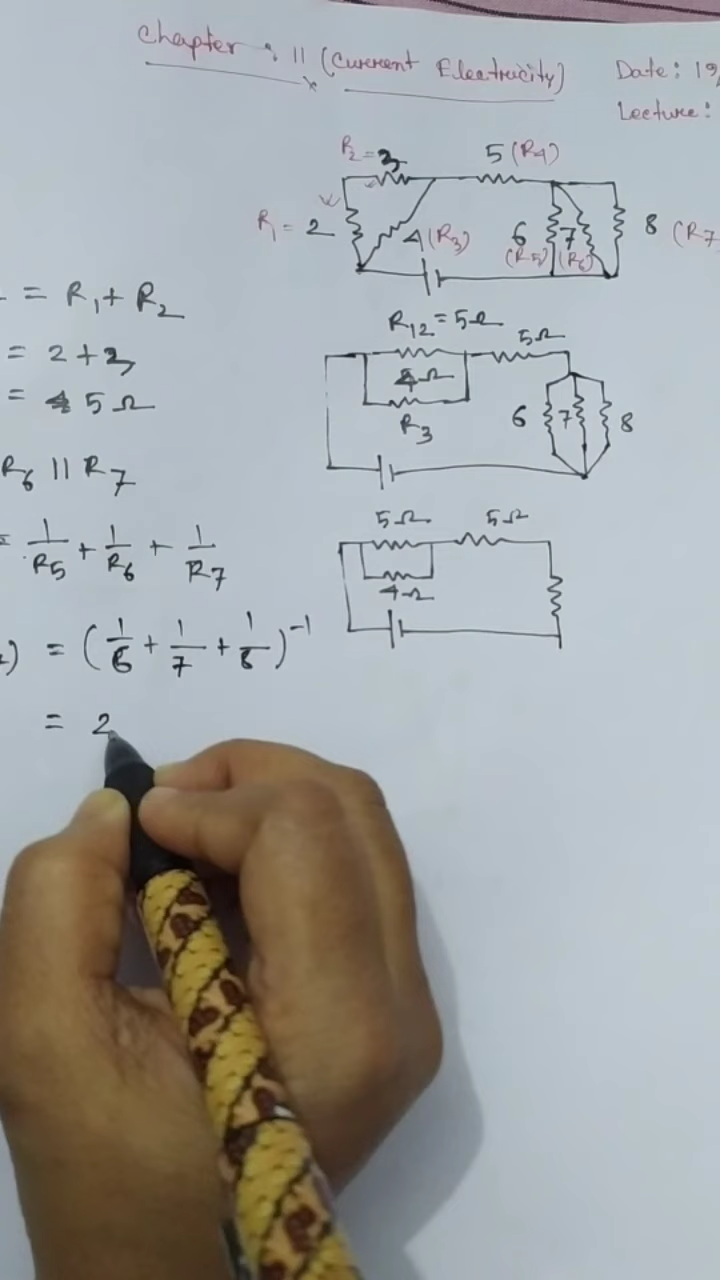 Chapter : 11 (Current Electricity)
Date : 19
Lecture :
R2 = 3
5 (R4)
R1 = 2
4 (R3)
6 (R5)
7 (R6)
8 (R7
= R1 + R2
= 2 + 3
= 5Ω
R6 || R7
= 1/R5 + 1/R6 + 1/R7
) = (1/6 + 1/7 + 1/8)^-1
= 2
R12 = 5Ω
5Ω
4Ω
R3
6 7 8
5Ω 5Ω
4Ω